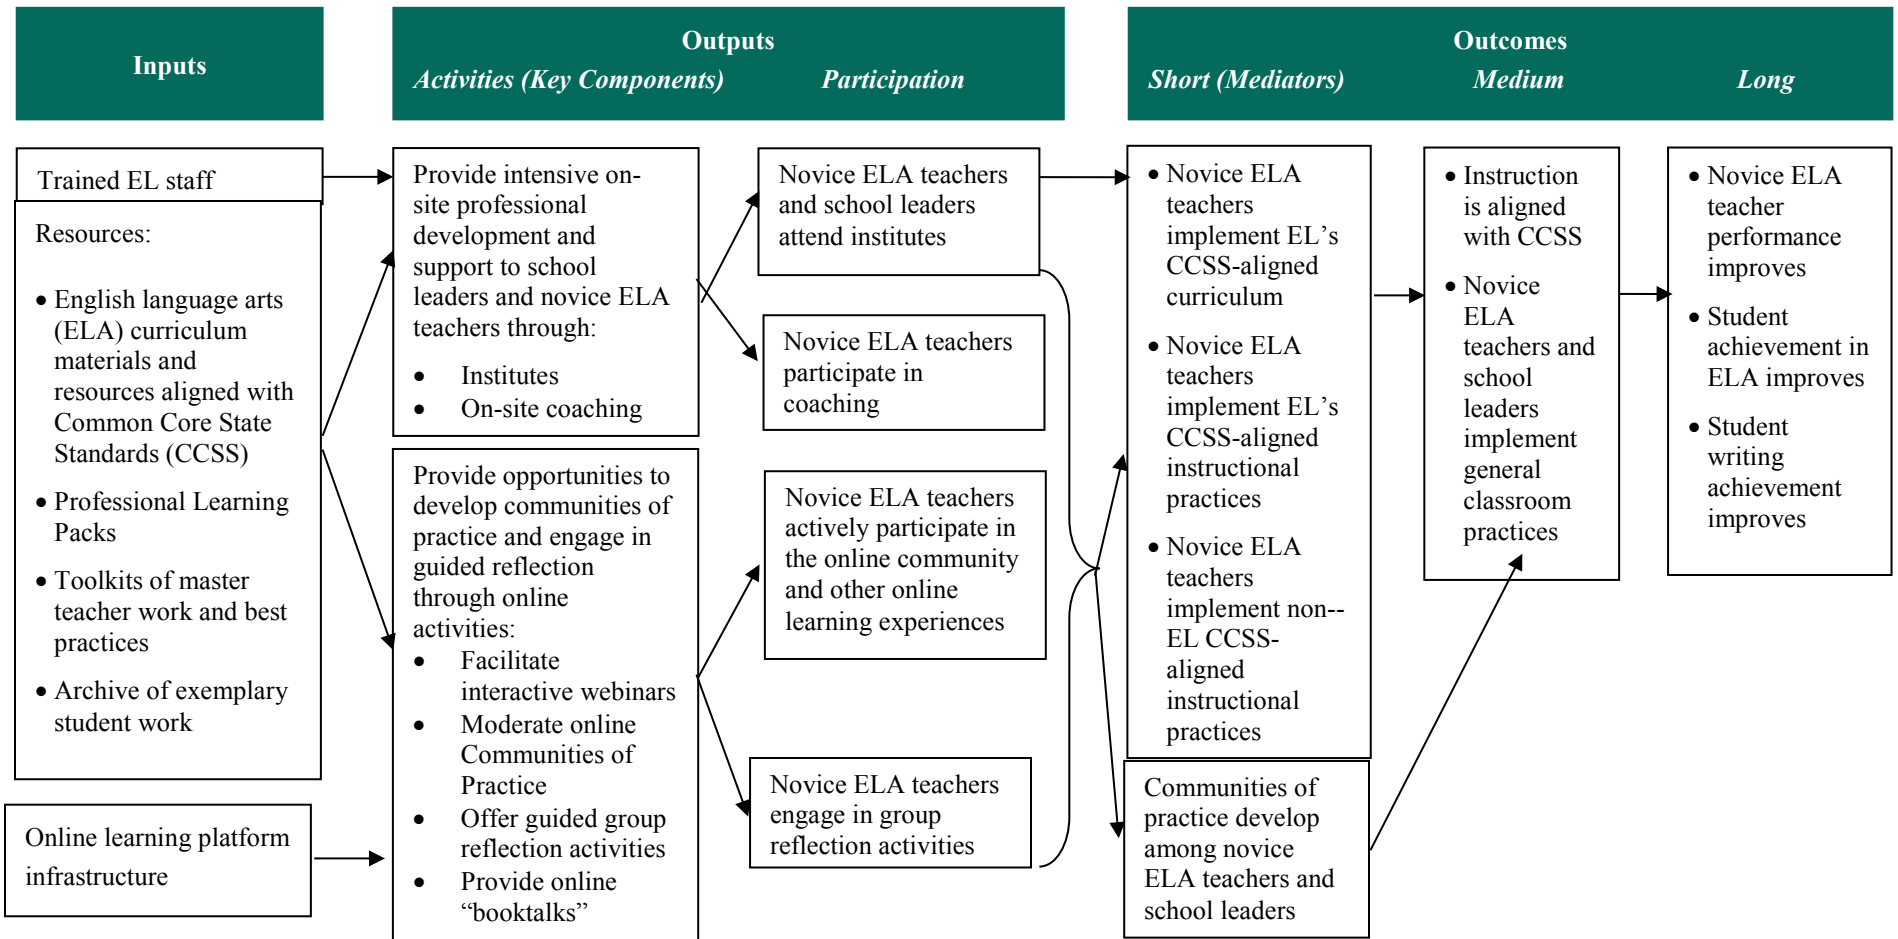 Inputs
Outputs
Activities (Key Components)
Participation
Outcomes
Short (Mediators)
Medium
Long
Trained EL staff
Resources:
• English language arts
(ELA) curriculum
materials and
resources aligned with
Common Core State
Standards (CCSS)
• Professional Learning
Packs
• Toolkits of master
teacher work and best
practices
• Archive of exemplary
student work
Online learning platform
infrastructure
Provide intensive on-
site professional
development and
support to school
leaders and novice ELA
teachers through:
• Institutes
• On-site coaching
Provide opportunities to
develop communities of
practice and engage in
guided reflection
through online
activities:
• Facilitate
interactive webinars
• Moderate online
Communities of
Practice
• Offer guided group
reflection activities
• Provide online
“booktalks”
Novice ELA teachers
and school leaders
attend institutes
Novice ELA teachers
participate in
coaching
Novice ELA teachers
actively participate in
the online community
and other online
learning experiences
Novice ELA teachers
engage in group
reflection activities
• Novice ELA
teachers
implement EL’s
CCSS-aligned
curriculum
• Novice ELA
teachers
implement EL’s
CCSS-aligned
instructional
practices
• Novice ELA
teachers
implement non--
EL CCSS-
aligned
instructional
practices
Communities of
practice develop
among novice
ELA teachers and
school leaders
• Instruction
is aligned
with CCSS
• Novice
ELA
teachers and
school
leaders
implement
general
classroom
practices
• Novice ELA
teacher
performance
improves
• Student
achievement in
ELA improves
• Student
writing
achievement
improves